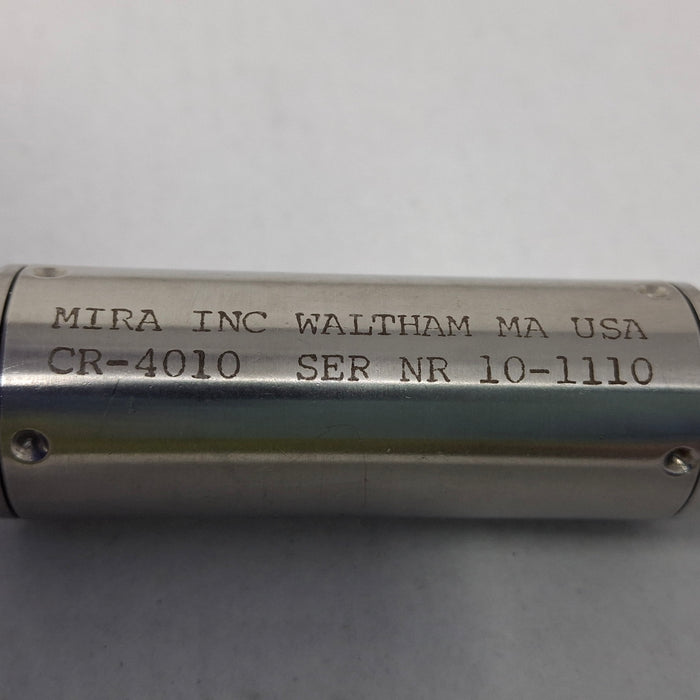 MIRA INC WALTHAM MA USA
CR-4010 SER NR 10-1110